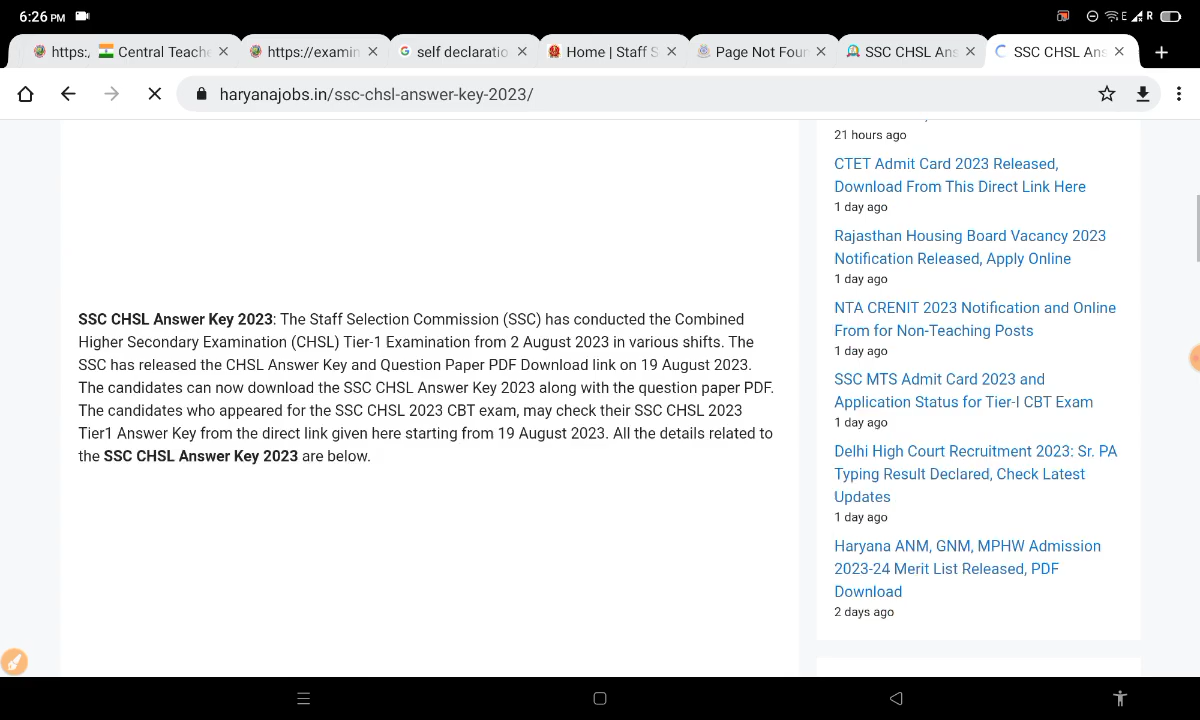 6:26 PM
https:,
Central Teache
https://examin
self declaratio
Home | Staff S
Page Not Foun
SSC CHSL Ans
SSC CHSL Ans
haryanajobs.in/ssc-chsl-answer-key-2023/
SSC CHSL Answer Key 2023: The Staff Selection Commission (SSC) has conducted the Combined
Higher Secondary Examination (CHSL) Tier-1 Examination from 2 August 2023 in various shifts. The
SSC has released the CHSL Answer Key and Question Paper PDF Download link on 19 August 2023.
The candidates can now download the SSC CHSL Answer Key 2023 along with the question paper PDF.
The candidates who appeared for the SSC CHSL 2023 CBT exam, may check their SSC CHSL 2023
Tier1 Answer Key from the direct link given here starting from 19 August 2023. All the details related to
the SSC CHSL Answer Key 2023 are below.
21 hours ago
CTET Admit Card 2023 Released,
Download From This Direct Link Here
1 day ago
Rajasthan Housing Board Vacancy 2023
Notification Released, Apply Online
1 day ago
NTA CRENIT 2023 Notification and Online
From for Non-Teaching Posts
1 day ago
SSC MTS Admit Card 2023 and
Application Status for Tier-I CBT Exam
1 day ago
Delhi High Court Recruitment 2023: Sr. PA
Typing Result Declared, Check Latest
Updates
1 day ago
Haryana ANM, GNM, MPHW Admission
2023-24 Merit List Released, PDF
Download
2 days ago